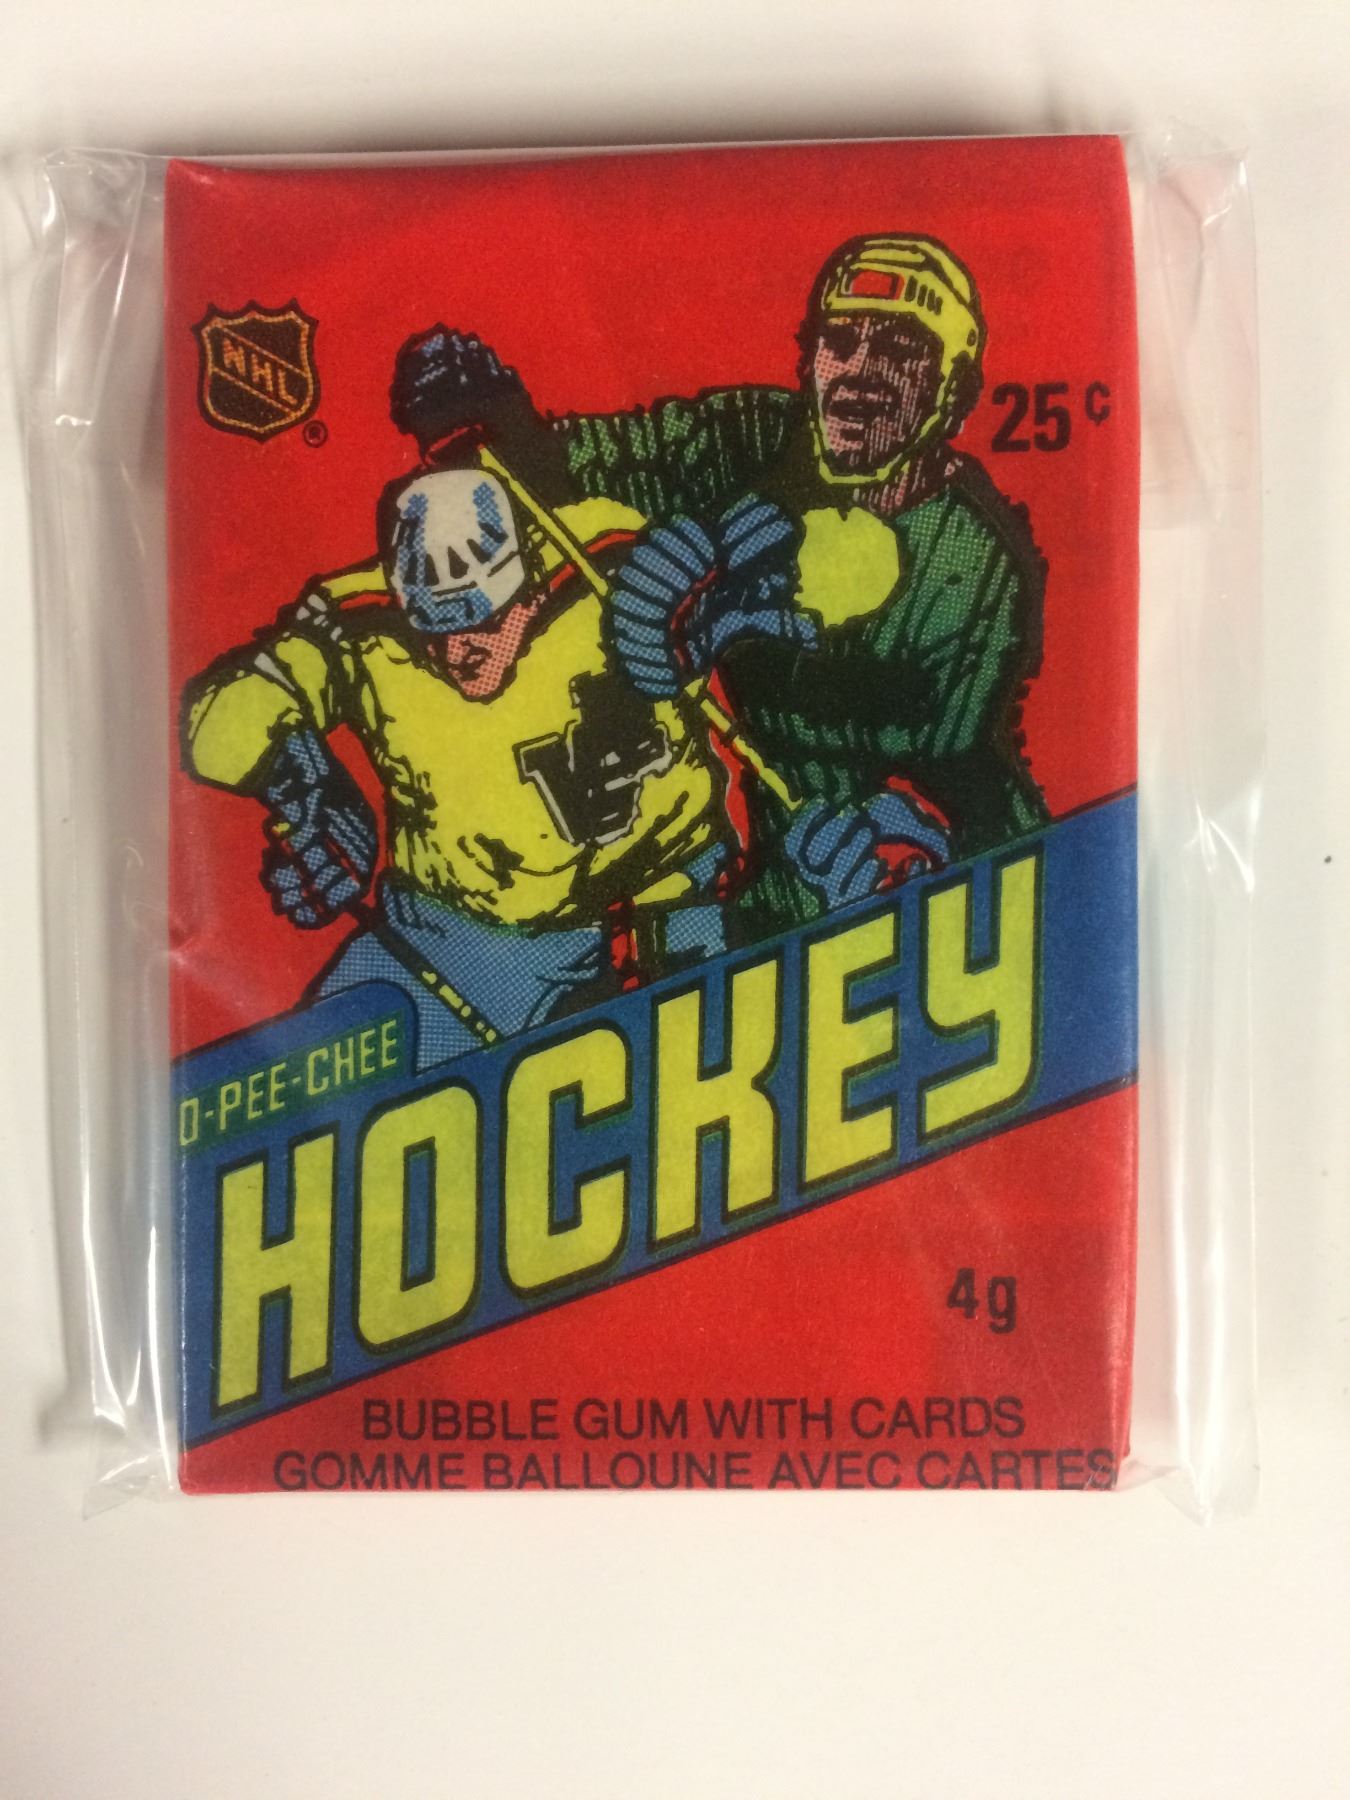 NHL
®
25¢
O-PEE-CHEE
HOCKEY
4g
BUBBLE GUM WITH CARDS
GOMME BALLOUNE AVEC CARTES